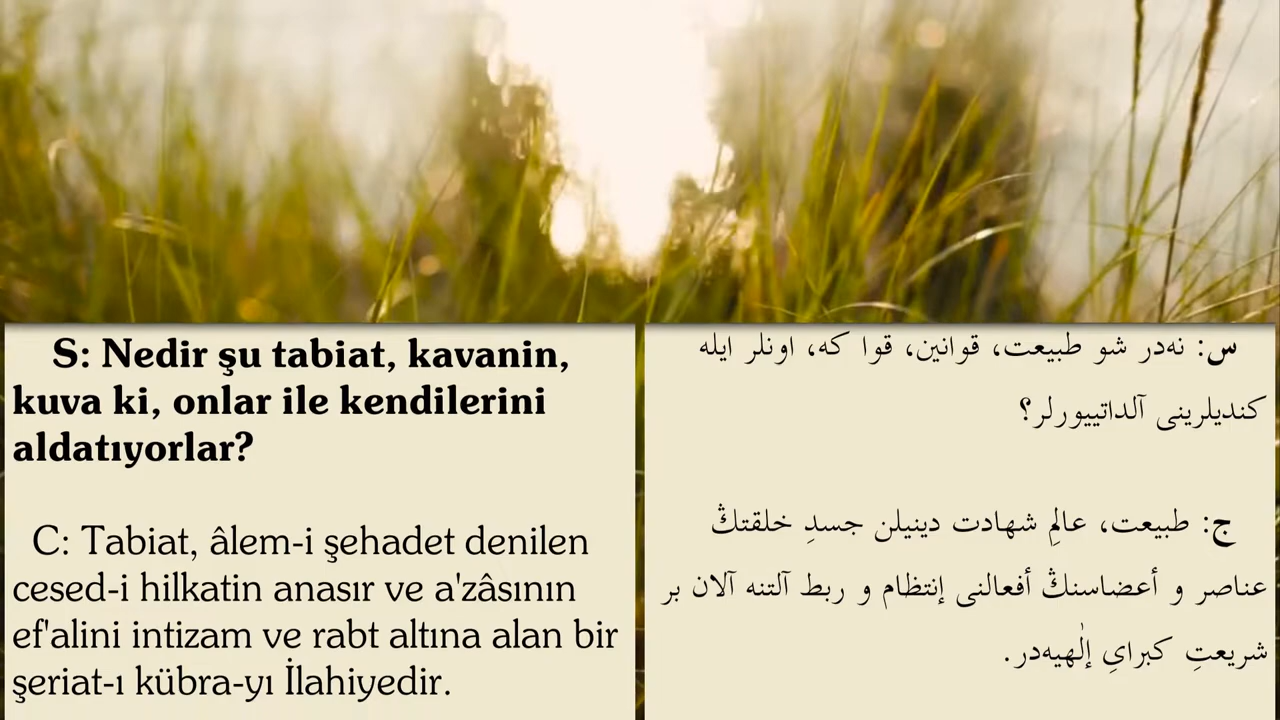 S: Nedir şu tabiat, kavanin,
kuva ki, onlar ile kendilerini
aldatıyorlar?
C: Tabiat, âlem-i şehadet denilen
cesed-i hilkatin anasır ve a'zâsının
ef'alini intizam ve rabt altına alan bir
şeriat-ı kübra-yı İlahiyedir.
س: نه‌در شو طبيعت، قوانين، قوا كه، اونلر ايله
كنديلرينى آلداتييورلر؟
ج: طبيعت، عالمِ شهادت دينيلن جسدِ خلقتڭ
عناصر و أعضاسنڭ أفعالنى إنتظام و ربط آلتنه آلان بر
شريعتِ كبراىِ إلٰهيه‌در.